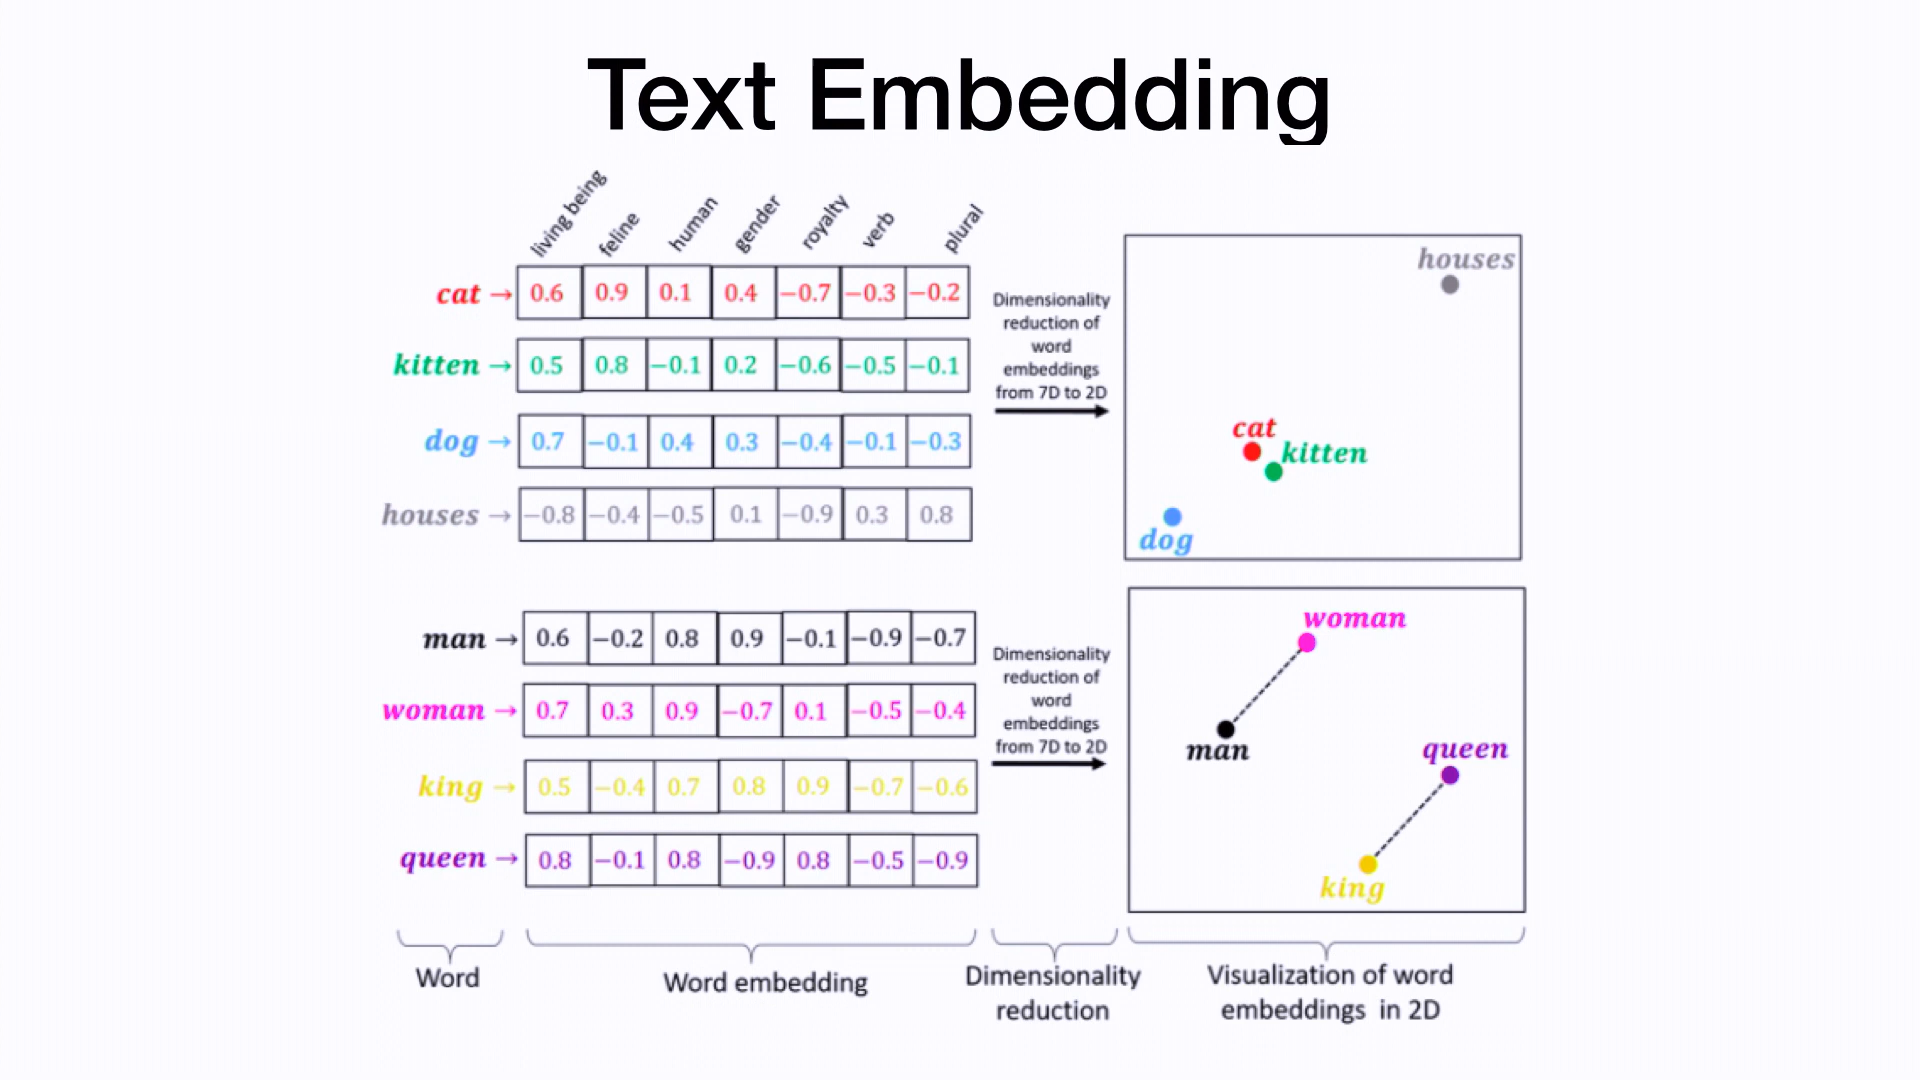 Text Embedding
living being feline human gender royalty verb plural
cat → 0.6 0.9 0.1 0.4 −0.7 −0.3 −0.2
kitten → 0.5 0.8 −0.1 0.2 −0.6 −0.5 −0.1
dog → 0.7 −0.1 0.4 0.3 −0.4 −0.1 −0.3
houses → −0.8 −0.4 −0.5 0.1 −0.9 0.3 0.8
Dimensionality
reduction of
word
embeddings
from 7D to 2D
houses
cat
kitten
dog
man → 0.6 −0.2 0.8 0.9 −0.1 −0.9 −0.7
woman → 0.7 0.3 0.9 −0.7 0.1 −0.5 −0.4
king → 0.5 −0.4 0.7 0.8 0.9 −0.7 −0.6
queen → 0.8 −0.1 0.8 −0.9 0.8 −0.5 −0.9
Dimensionality
reduction of
word
embeddings
from 7D to 2D
woman
man
queen
king
Word
Word embedding
Dimensionality
reduction
Visualization of word
embeddings in 2D